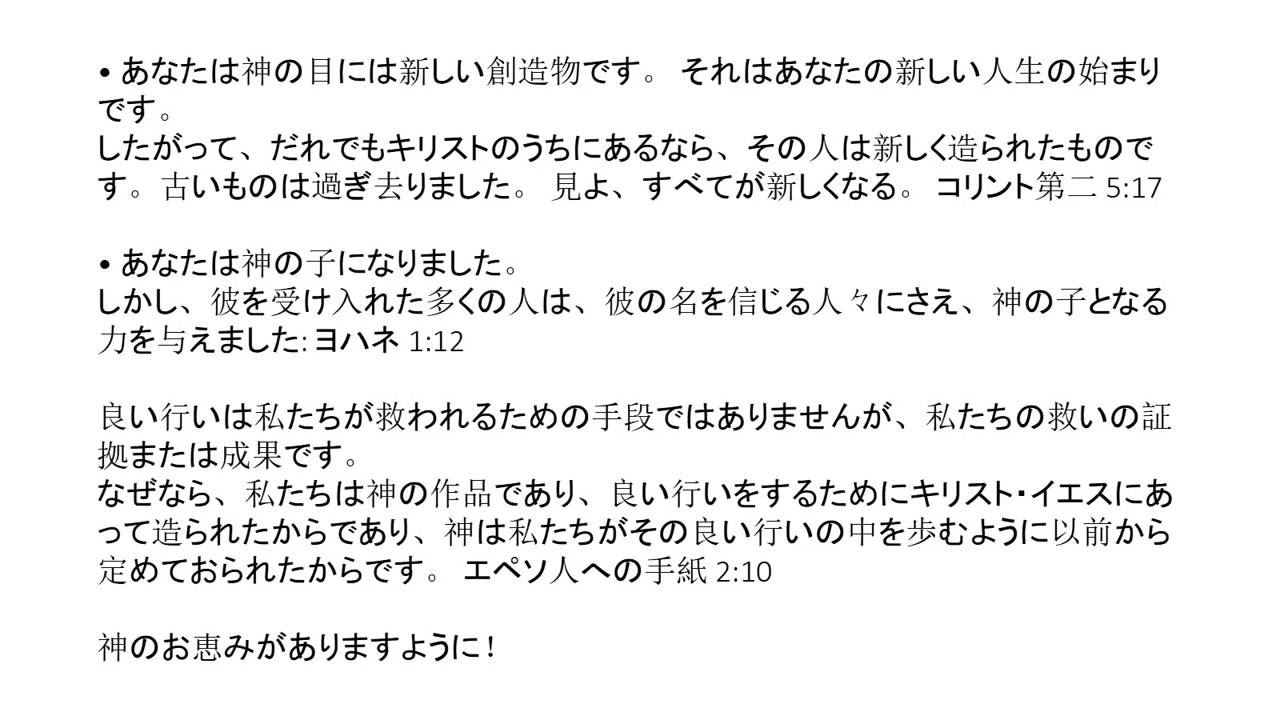 • あなたは神の目には新しい創造物です。 それはあなたの新しい人生の始まり
です。
したがって、だれでもキリストのうちにあるなら、その人は新しく造られたもので
す。古いものは過ぎ去りました。 見よ、すべてが新しくなる。 コリント第二 5:17
• あなたは神の子になりました。
しかし、彼を受け入れた多くの人は、彼の名を信じる人々にさえ、神の子となる
力を与えました: ヨハネ 1:12
良い行いは私たちが救われるための手段ではありませんが、私たちの救いの証
拠または成果です。
なぜなら、私たちは神の作品であり、良い行いをするためにキリスト・イエスにあ
って造られたからであり、神は私たちがその良い行いの中を歩むように以前から
定めておられたからです。 エペソ人への手紙 2:10
神のお恵みがありますように!